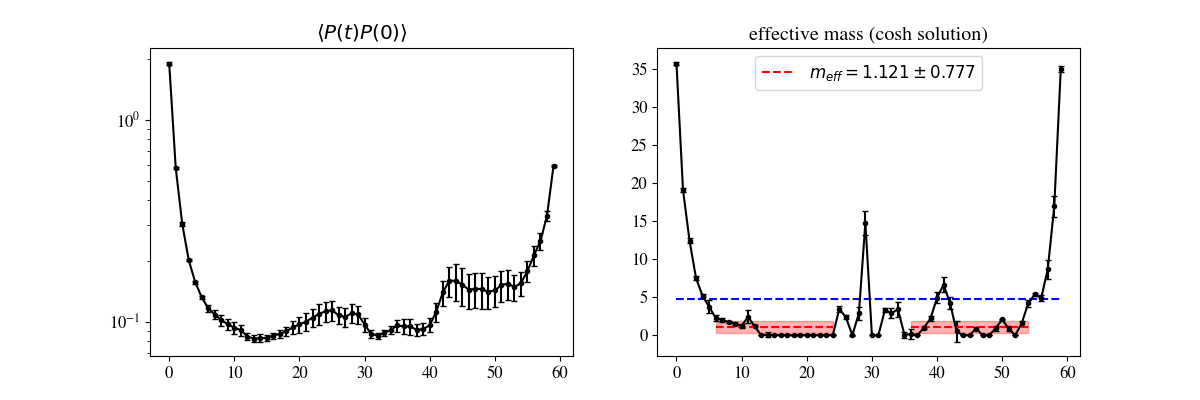 ⟨P(t)P(0)⟩
10⁰
10⁻¹
0 10 20 30 40 50 60
effective mass (cosh solution)
m_eff = 1.121 ± 0.777
35
30
25
20
15
10
5
0
0 10 20 30 40 50 60